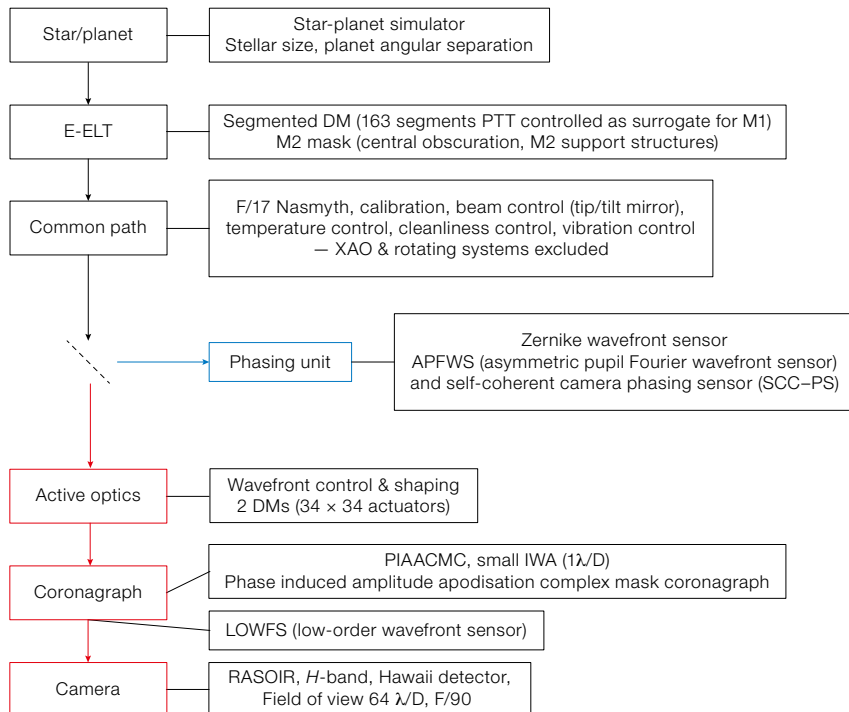 Star/planet
Star-planet simulator
Stellar size, planet angular separation
E-ELT
Segmented DM (163 segments PTT controlled as surrogate for M1)
M2 mask (central obscuration, M2 support structures)
Common path
F/17 Nasmyth, calibration, beam control (tip/tilt mirror),
temperature control, cleanliness control, vibration control
— XAO & rotating systems excluded
Phasing unit
Zernike wavefront sensor
APFWS (asymmetric pupil Fourier wavefront sensor)
and self-coherent camera phasing sensor (SCC–PS)
Active optics
Wavefront control & shaping
2 DMs (34 × 34 actuators)
Coronagraph
PIAACMC, small IWA (1λ/D)
Phase induced amplitude apodisation complex mask coronagraph
LOWFS (low-order wavefront sensor)
Camera
RASOIR, H-band, Hawaii detector,
Field of view 64 λ/D, F/90